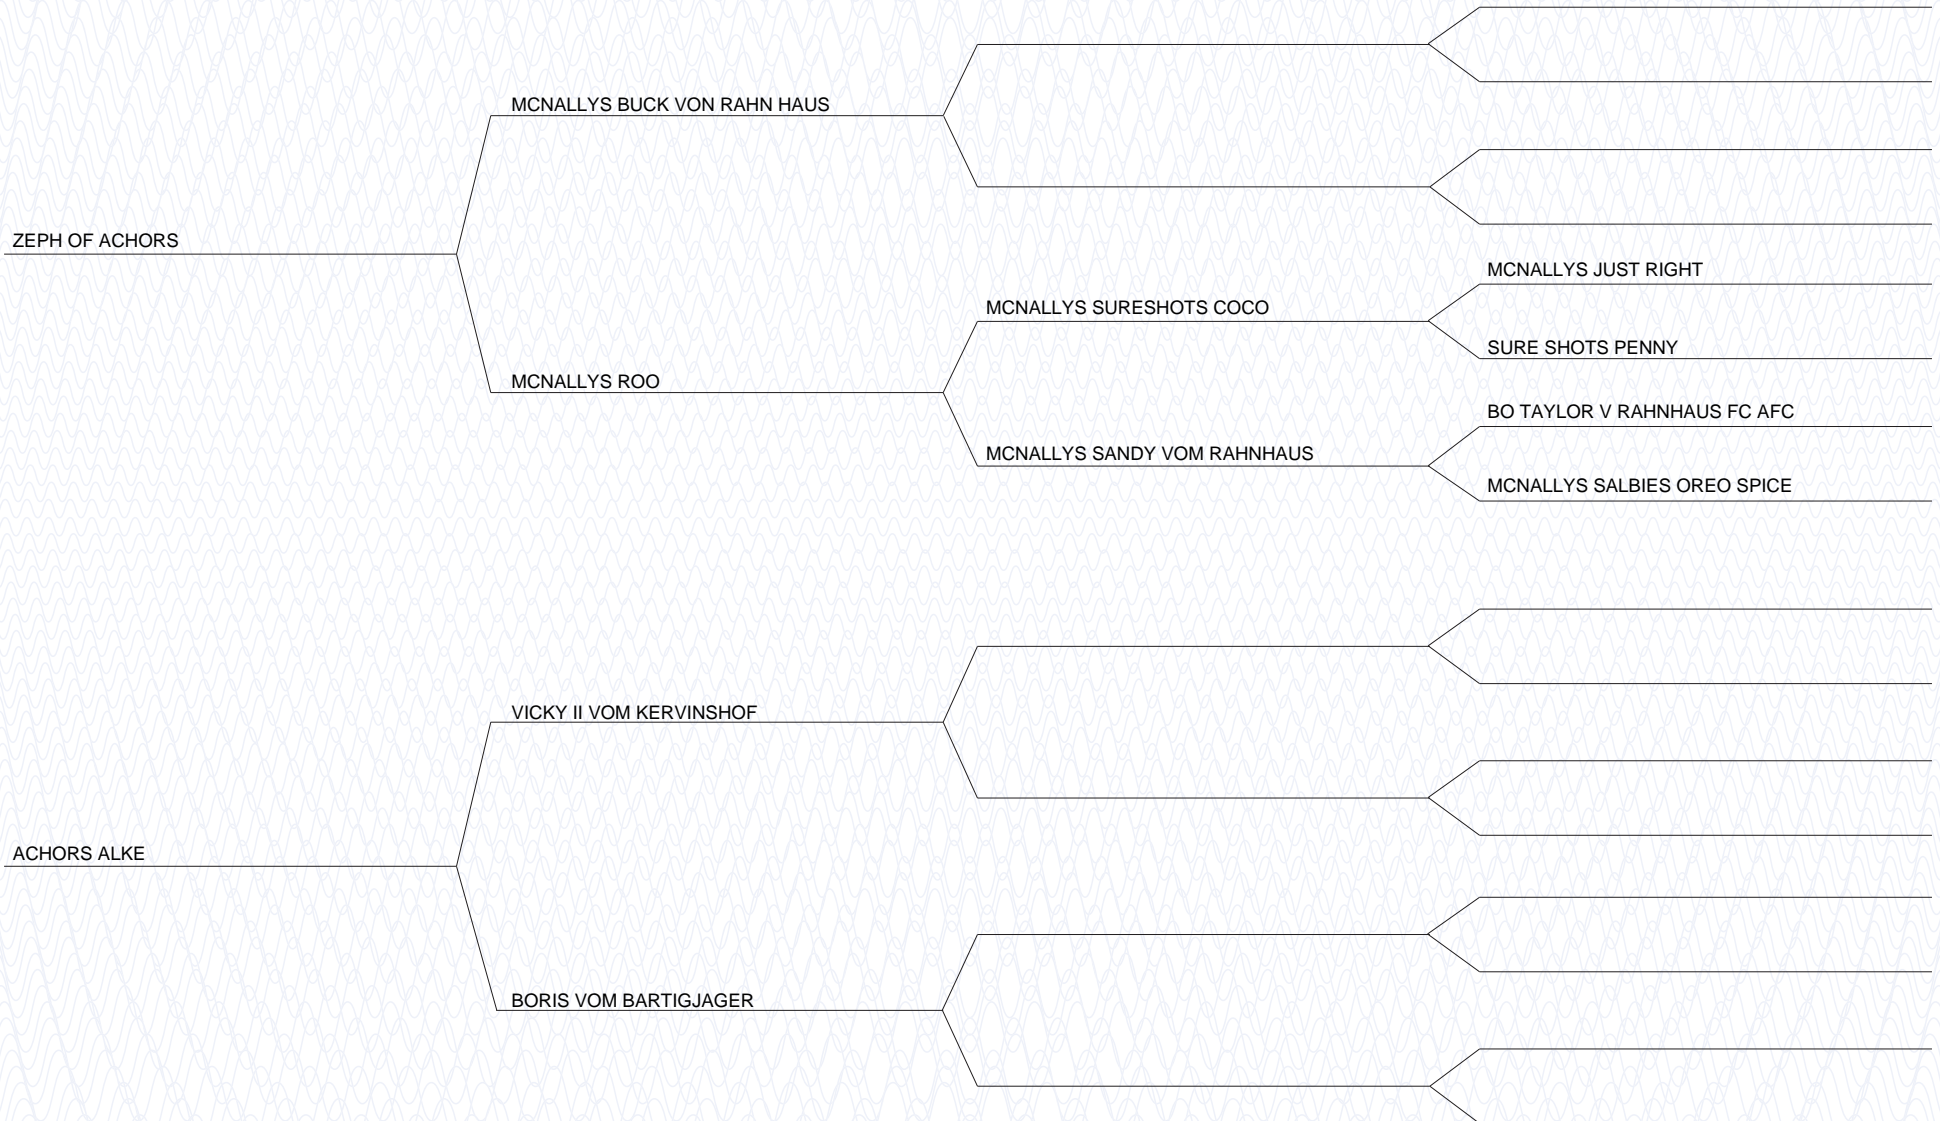 MCNALLYS BUCK VON RAHN HAUS
ZEPH OF ACHORS
MCNALLYS JUST RIGHT
MCNALLYS SURESHOTS COCO
SURE SHOTS PENNY
MCNALLYS ROO
BO TAYLOR V RAHNHAUS FC AFC
MCNALLYS SANDY VOM RAHNHAUS
MCNALLYS SALBIES OREO SPICE
VICKY II VOM KERVINSHOF
ACHORS ALKE
BORIS VOM BARTIGJAGER